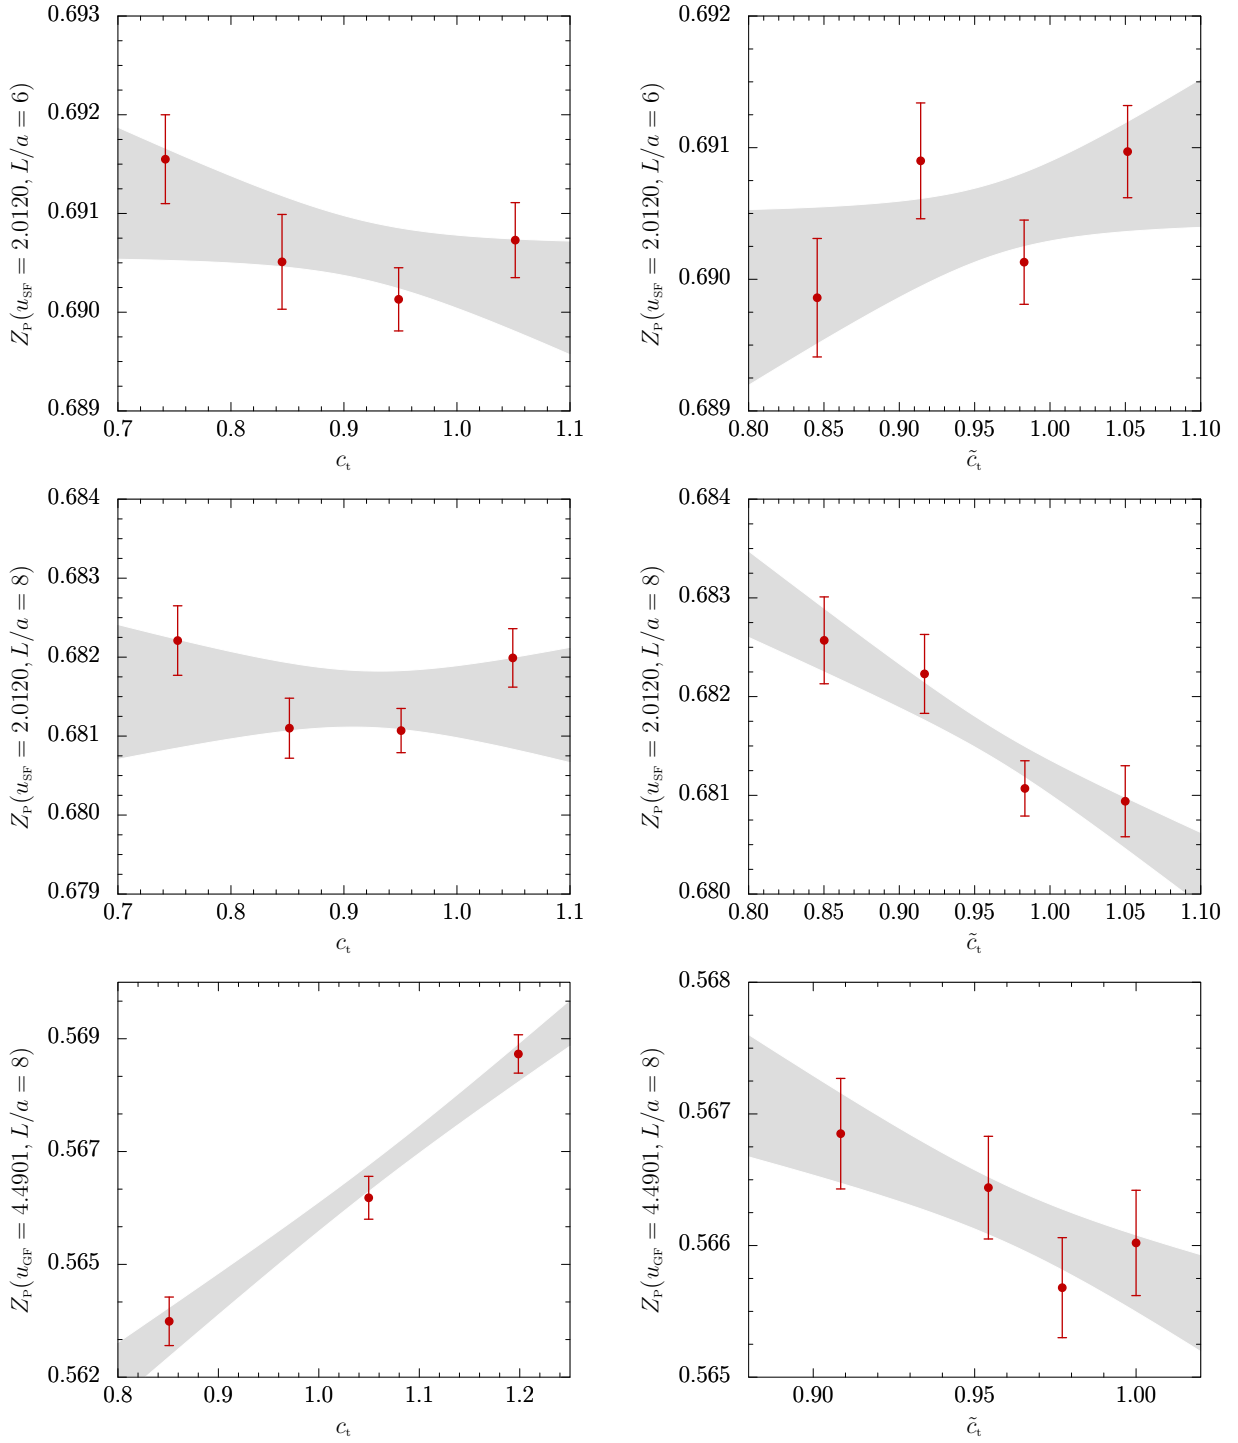 0.693
0.692
0.691
0.690
0.689
0.7 0.8 0.9 1.0 1.1
c_t
Z_P(u_SF = 2.0120, L/a = 6)
0.692
0.691
0.690
0.689
0.80 0.85 0.90 0.95 1.00 1.05 1.10
c̃_t
Z_P(u_SF = 2.0120, L/a = 6)
0.684
0.683
0.682
0.681
0.680
0.679
0.7 0.8 0.9 1.0 1.1
c_t
Z_P(u_SF = 2.0120, L/a = 8)
0.684
0.683
0.682
0.681
0.680
0.80 0.85 0.90 0.95 1.00 1.05 1.10
c̃_t
Z_P(u_SF = 2.0120, L/a = 8)
0.569
0.567
0.565
0.562
0.8 0.9 1.0 1.1 1.2
c_t
Z_P(u_GF = 4.4901, L/a = 8)
0.568
0.567
0.566
0.565
0.90 0.95 1.00
c̃_t
Z_P(u_GF = 4.4901, L/a = 8)